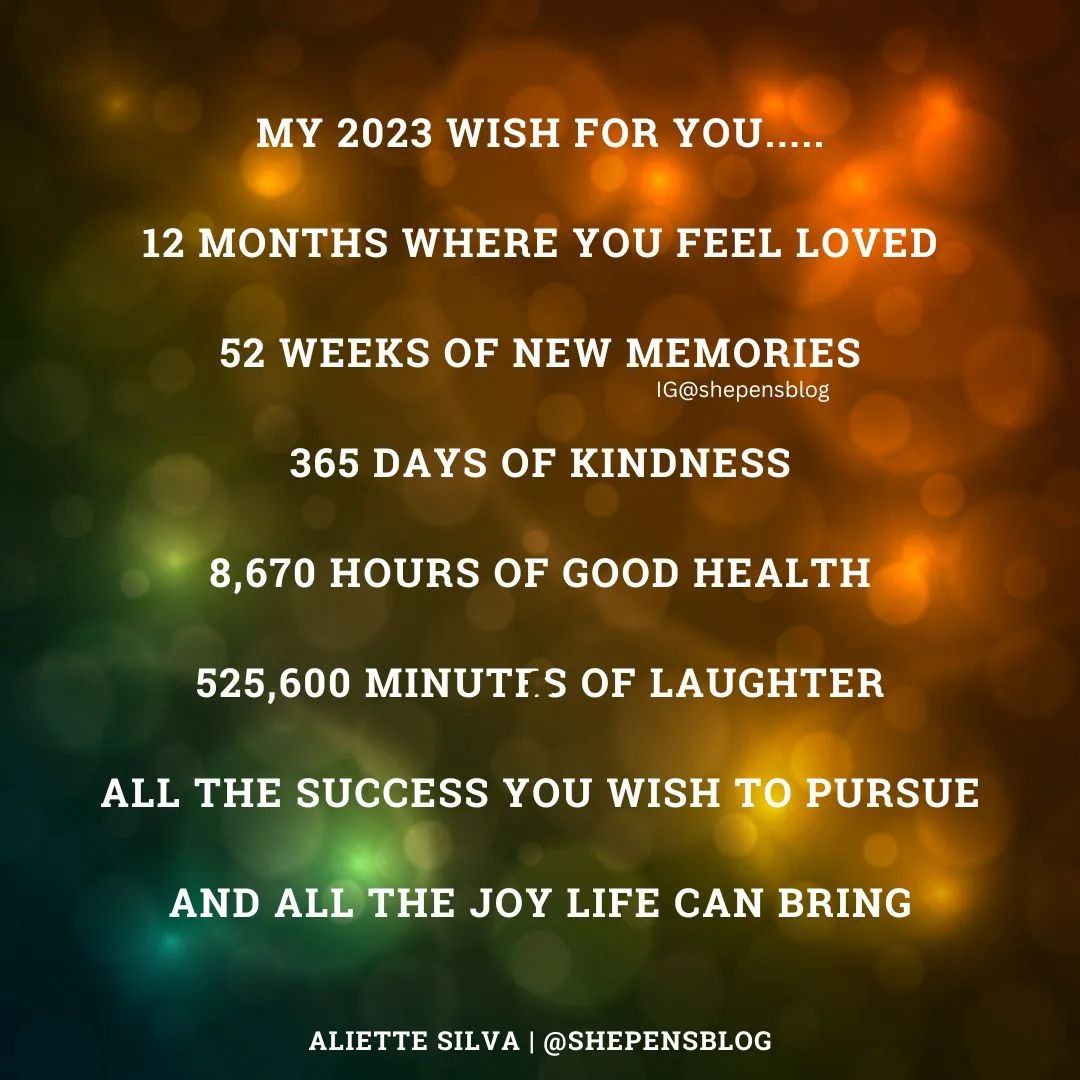 MY 2023 WISH FOR YOU.....
12 MONTHS WHERE YOU FEEL LOVED
52 WEEKS OF NEW MEMORIES
IG@shepensblog
365 DAYS OF KINDNESS
8,670 HOURS OF GOOD HEALTH
525,600 MINUTES OF LAUGHTER
ALL THE SUCCESS YOU WISH TO PURSUE
AND ALL THE JOY LIFE CAN BRING
ALIETTE SILVA | @SHEPENSBLOG